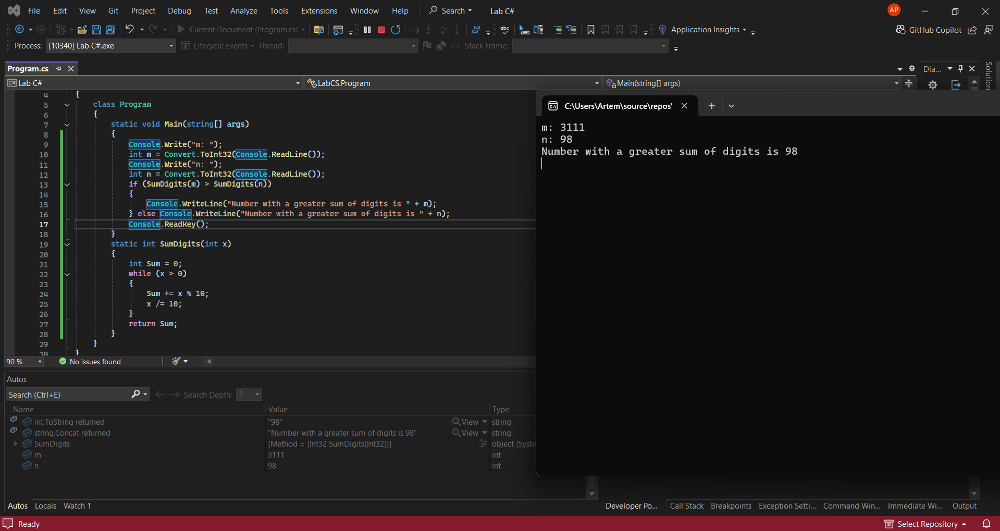 File Edit View Git Project Debug Test Analyze Tools Extensions Window Help Search Lab C# AP
Current Document (Program.cs) abc Application Insights GitHub Copilot
Process: [10340] Lab C#.exe Lifecycle Events Thread: Stack Frame:
Program.cs Dia...
Solution
C# Lab C# LabCS.Program Main(string[] args)
4 {
5 class Program
6 {
7 static void Main(string[] args)
8 {
9 Console.Write("m: ");
10 int m = Convert.ToInt32(Console.ReadLine());
11 Console.Write("n: ");
12 int n = Convert.ToInt32(Console.ReadLine());
13 if (SumDigits(m) > SumDigits(n))
14 {
15 Console.WriteLine("Number with a greater sum of digits is " + m);
16 } else Console.WriteLine("Number with a greater sum of digits is " + n);
17 Console.ReadKey();
18 }
19 static int SumDigits(int x)
20 {
21 int Sum = 0;
22 while (x > 0)
23 {
24 Sum += x % 10;
25 x /= 10;
26 }
27 return Sum;
28 }
29 }
30 }
C:\Users\Artem\source\repos'
m: 3111
n: 98
Number with a greater sum of digits is 98
90 % No issues found
Autos
Search (Ctrl+E) Search Depth: 3
Name Value Type
int.ToString returned "98" View string
string.Concat returned "Number with a greater sum of digits is 98" View string
SumDigits {Method = {Int32 SumDigits(Int32)}} object {Syste
m 3111 int
n 98 int
Autos Locals Watch 1
Developer Po... Call Stack Breakpoints Exception Setti... Command Win... Immediate Wi... Output
Ready Select Repository